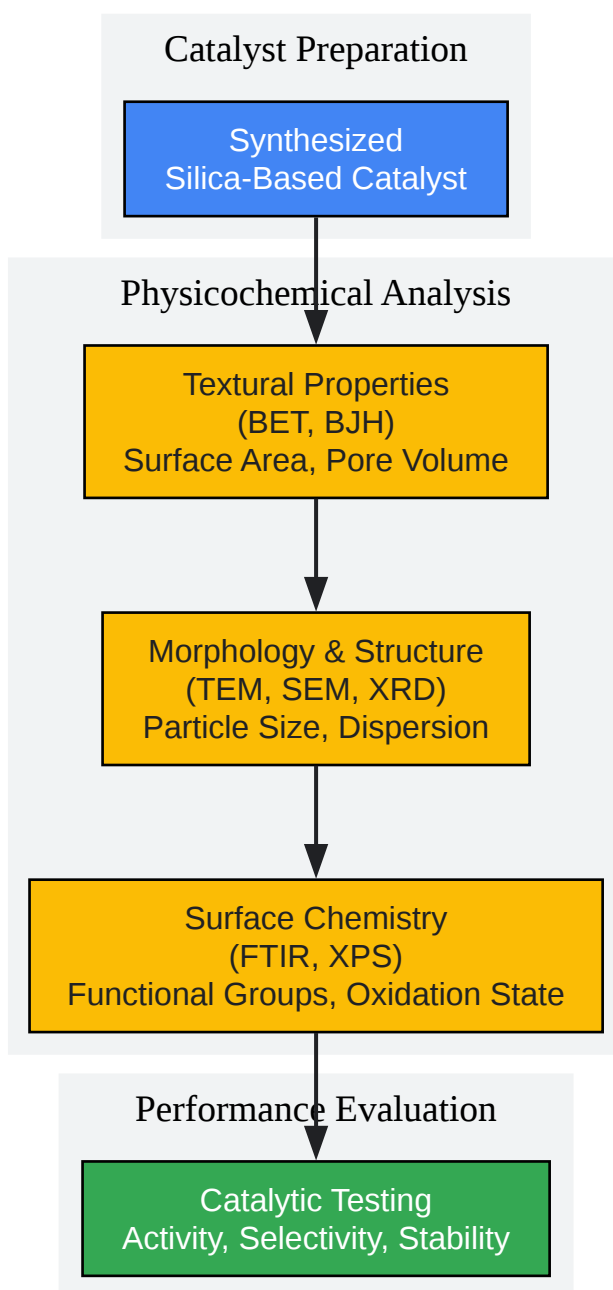 Catalyst Preparation
Synthesized
Silica-Based Catalyst
Physicochemical Analysis
Textural Properties
(BET, BJH)
Surface Area, Pore Volume
Morphology & Structure
(TEM, SEM, XRD)
Particle Size, Dispersion
Surface Chemistry
(FTIR, XPS)
Functional Groups, Oxidation State
Performance Evaluation
Catalytic Testing
Activity, Selectivity, Stability